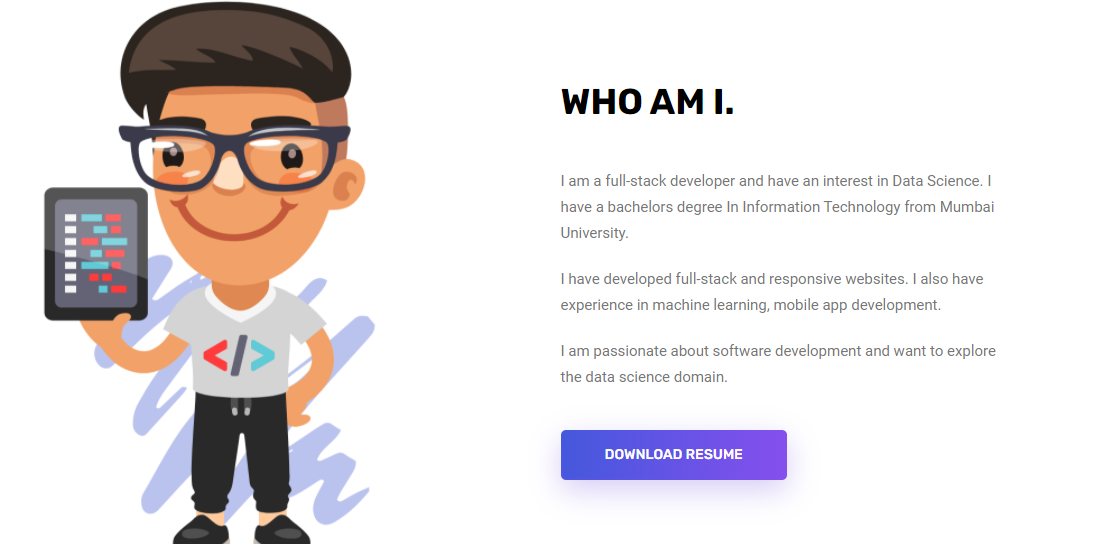 WHO AM I.
I am a full-stack developer and have an interest in Data Science. I
have a bachelors degree In Information Technology from Mumbai
University.
I have developed full-stack and responsive websites. I also have
experience in machine learning, mobile app development.
I am passionate about software development and want to explore
the data science domain.
</>
DOWNLOAD RESUME